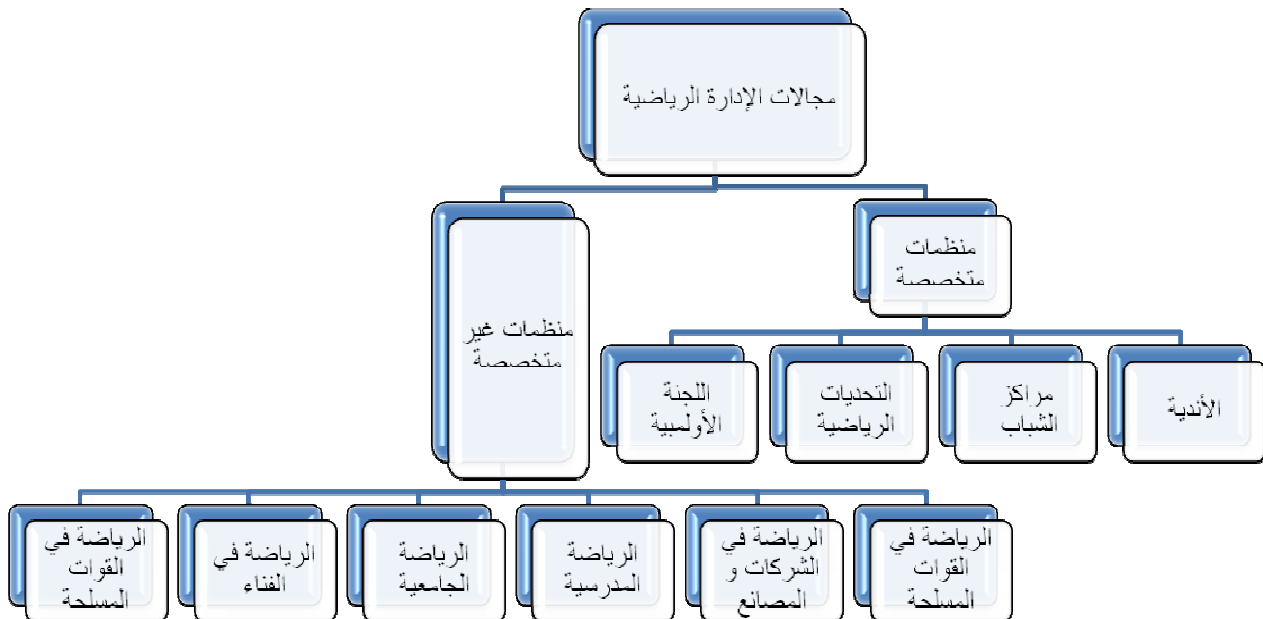 مجالات الإدارة الرياضية
منظمات
متخصصة
منظمات غير
متخصصة
الأندية
مراكز
الشباب
التحديات
الرياضية
اللجنة
الأولمبية
الرياضة في
القوات
المسلحة
الرياضة في
الشركات و
المصانع
الرياضة
المدرسية
الرياضة
الجامعية
الرياضة في
الفناء
الرياضة في
القوات
المسلحة